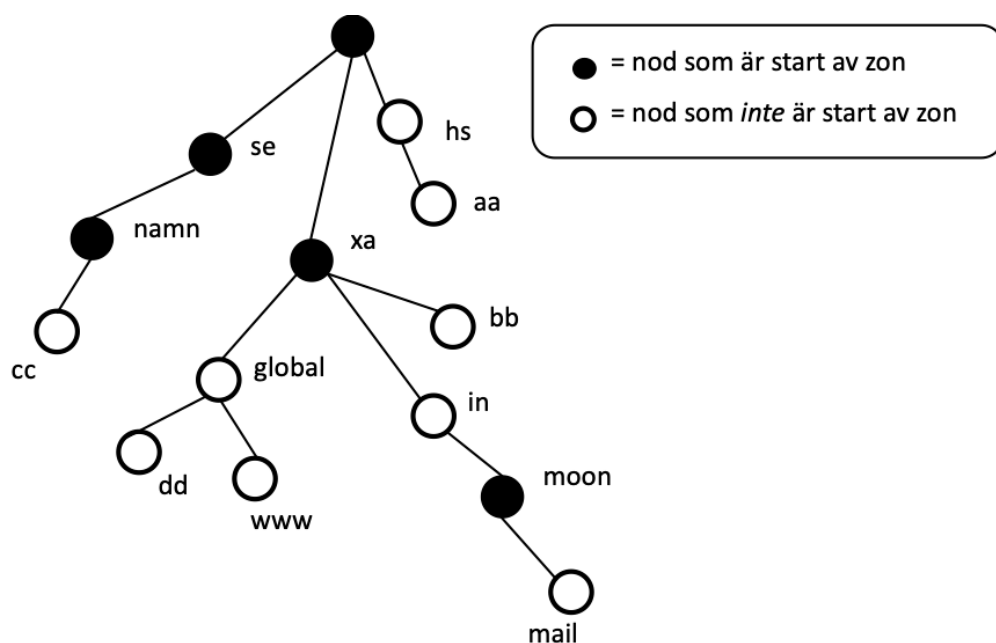 = nod som är start av zon
= nod som inte är start av zon
hs
se
aa
namn
xa
bb
cc
global
in
dd
moon
www
mail